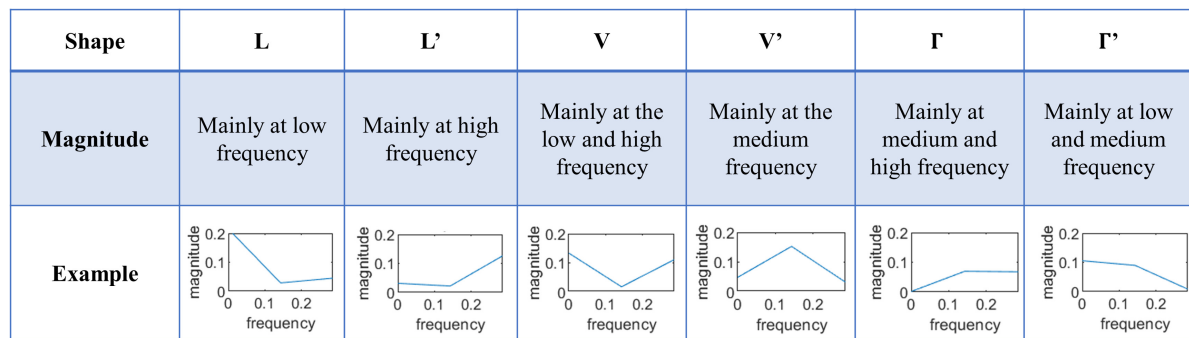 Shape L L’ V V’ Γ Γ’
Magnitude
Mainly at low
frequency
Mainly at high
frequency
Mainly at the
low and high
frequency
Mainly at the
medium
frequency
Mainly at
medium and
high frequency
Mainly at low
and medium
frequency
Example
magnitude
0.2
0.1
0
0 0.1 0.2
frequency
magnitude
0.2
0.1
0
0 0.1 0.2
frequency
magnitude
0.2
0.1
0
0 0.1 0.2
frequency
magnitude
0.2
0.1
0
0 0.1 0.2
frequency
magnitude
0.2
0.1
0
0 0.1 0.2
frequency
magnitude
0.2
0.1
0
0 0.1 0.2
frequency